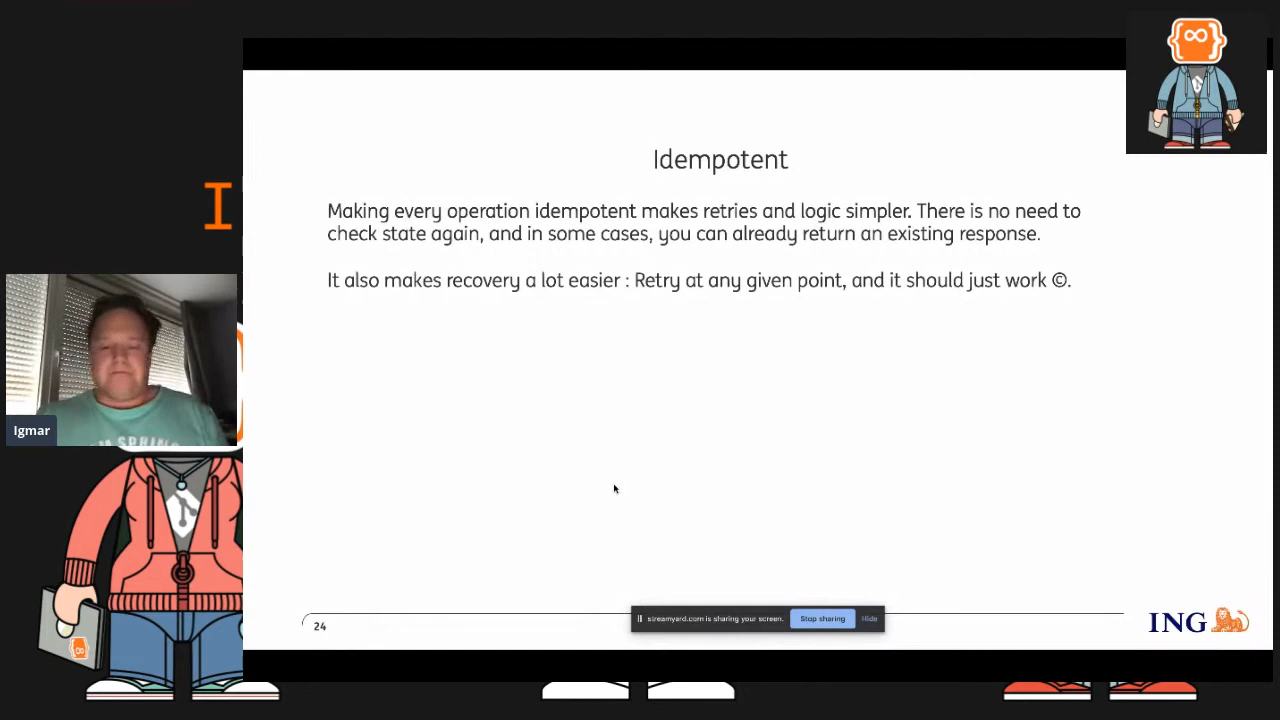 Idempotent
Making every operation idempotent makes retries and logic simpler. There is no need to
check state again, and in some cases, you can already return an existing response.
It also makes recovery a lot easier : Retry at any given point, and it should just work ©.
I
Igmar
24
streamyard.com is sharing your screen.
Stop sharing
Hide
ING